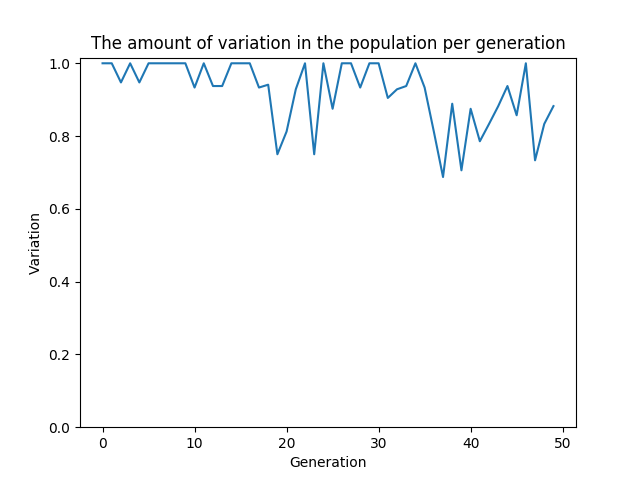 The amount of variation in the population per generation
1.0
0.8
0.6
0.4
0.2
0.0
Variation
0 10 20 30 40 50
Generation